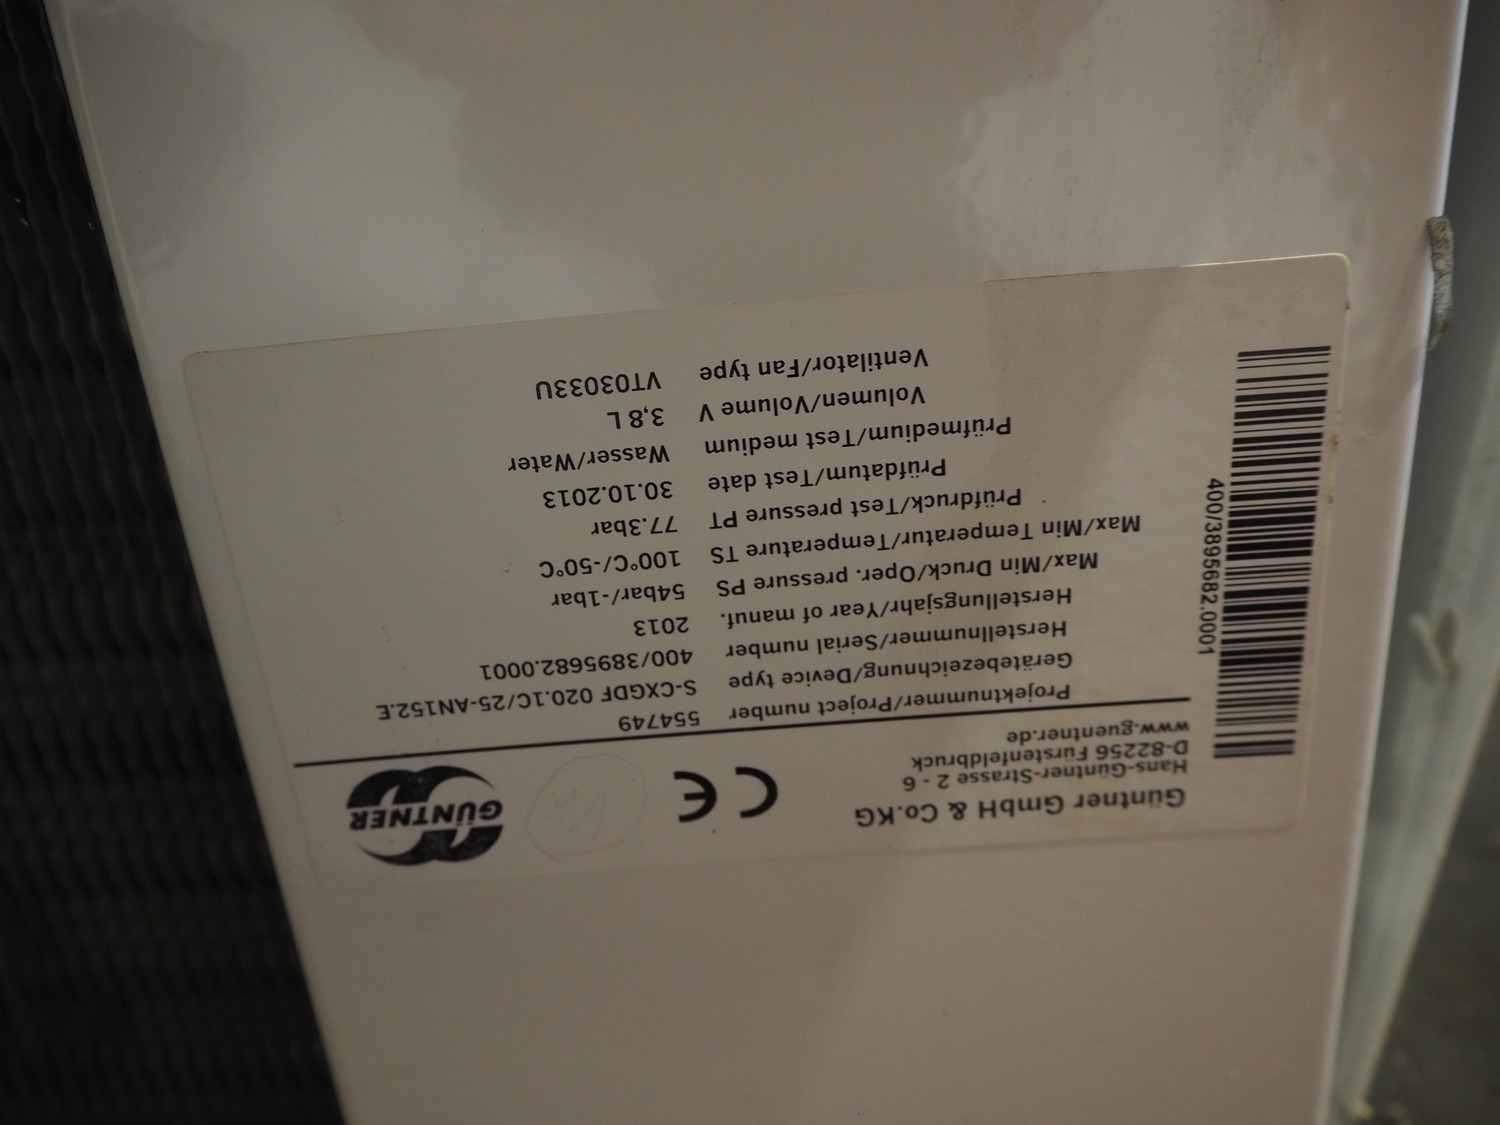 Güntner GmbH & Co.KG
Hans-Güntner-Strasse 2 - 6
D-82256 Fürstenfeldbruck
www.guentner.de
CE
GÜNTNER
Projektnummer/Project number 554749
Gerätebezeichnung/Device type S-CXGDF 020.1C/25-AN152.E
Herstellnummer/Serial number 400/3895682.0001
Herstellungsjahr/Year of manuf. 2013
Max/Min Druck/Oper. pressure PS 54bar/-1bar
Max/Min Temperatur/Temperature TS 100°C/-50°C
Prüfdruck/Test pressure PT 77.3bar
Prüfdatum/Test date 30.10.2013
Prüfmedium/Test medium Wasser/Water
Volumen/Volume V 3,8 L
Ventilator/Fan type VT03033U
400/3895682.0001